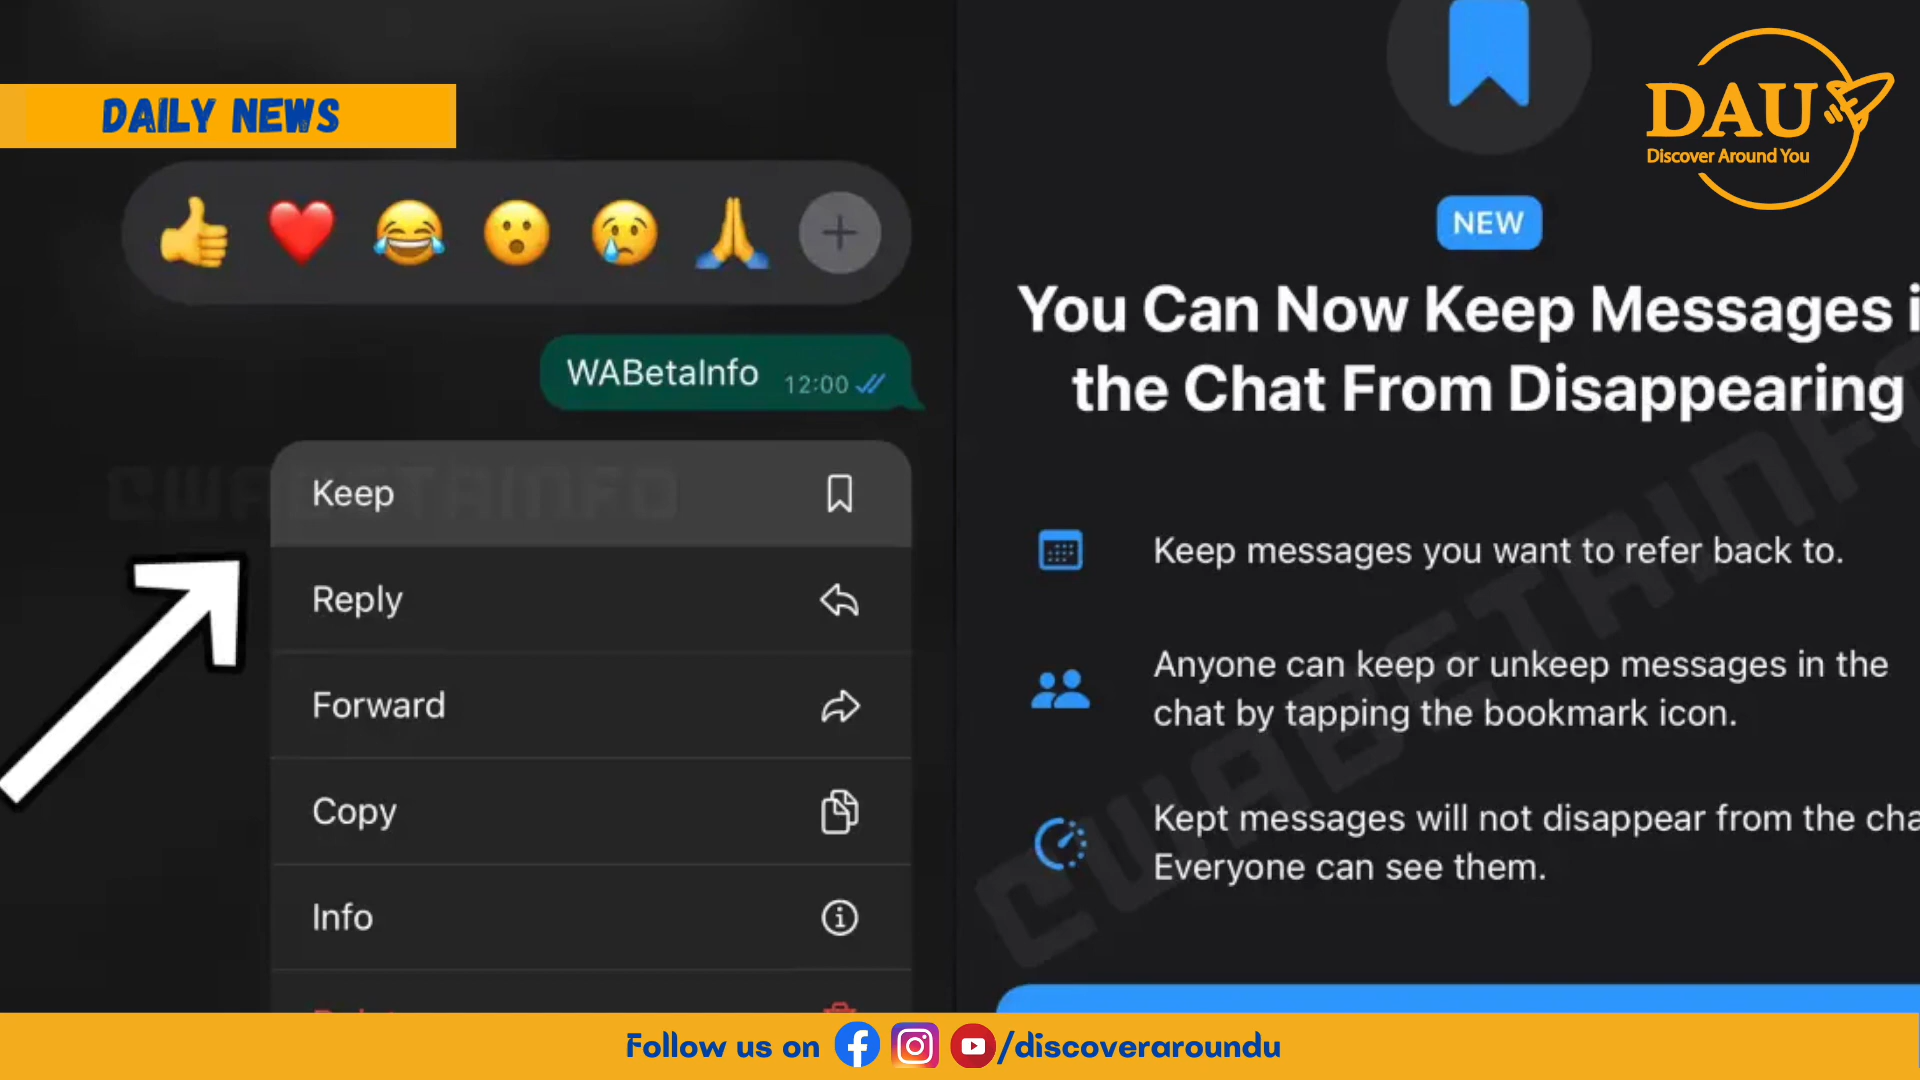 DAILY NEWS
DAU
Discover Around You
WABetaInfo 12:00
Keep
Reply
Forward
Copy
Info
NEW
You Can Now Keep Messages i
the Chat From Disappearing
Keep messages you want to refer back to.
Anyone can keep or unkeep messages in the
chat by tapping the bookmark icon.
Kept messages will not disappear from the cha
Everyone can see them.
CWABETAINFO
CWABETAINFO
Follow us on /discoveraroundu